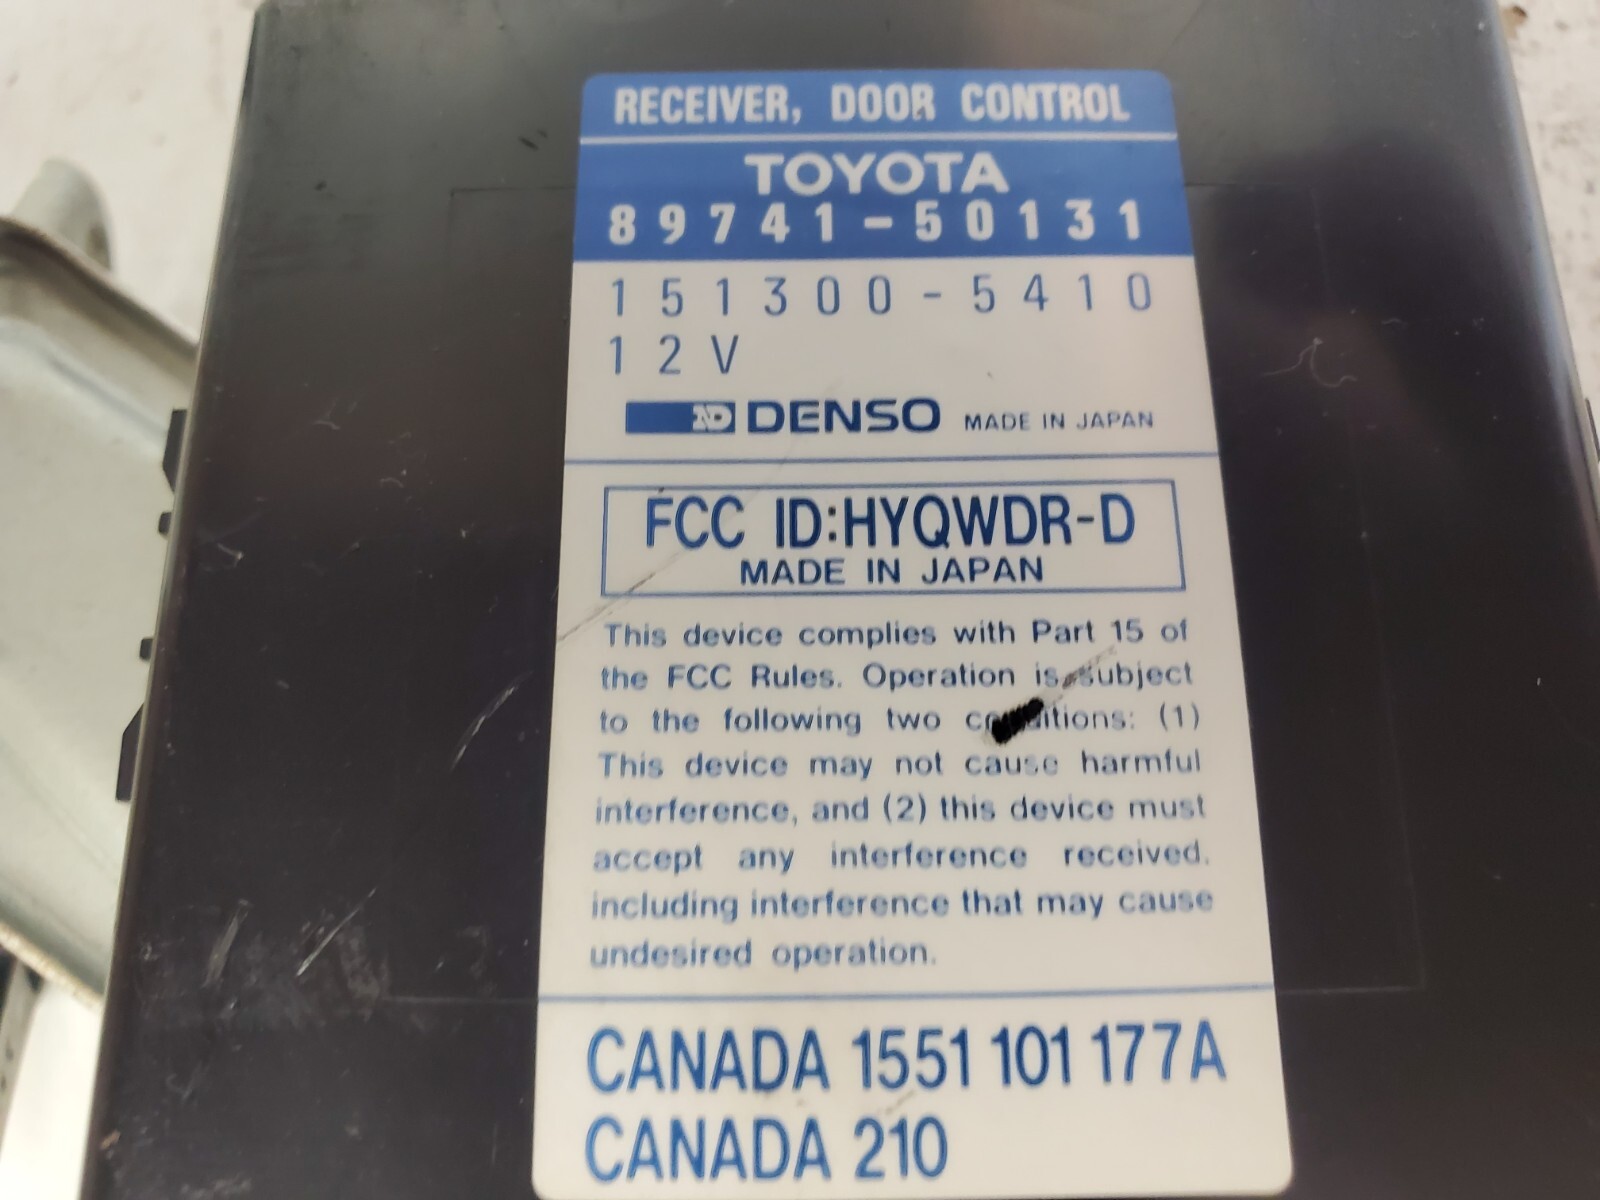 RECEIVER, DOOR CONTROL
TOYOTA
89741-50131
151300-5410
12V
ND DENSO MADE IN JAPAN
FCC ID:HYQWDR-D
MADE IN JAPAN
This device complies with Part 15 of
the FCC Rules. Operation is subject
to the following two conditions: (1)
This device may not cause harmful
interference, and (2) this device must
accept any interference received.
including interference that may cause
undesired operation.
CANADA 1551 101 177A
CANADA 210